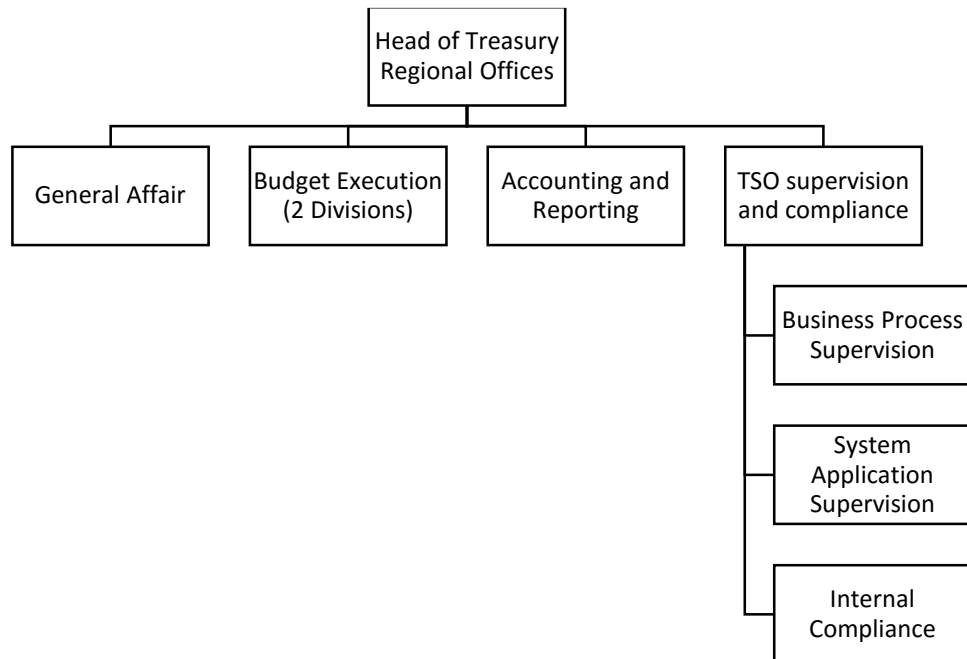 Head of Treasury
Regional Offices
General Affair
Budget Execution
(2 Divisions)
Accounting and
Reporting
TSO supervision
and compliance
Business Process
Supervision
System
Application
Supervision
Internal
Compliance